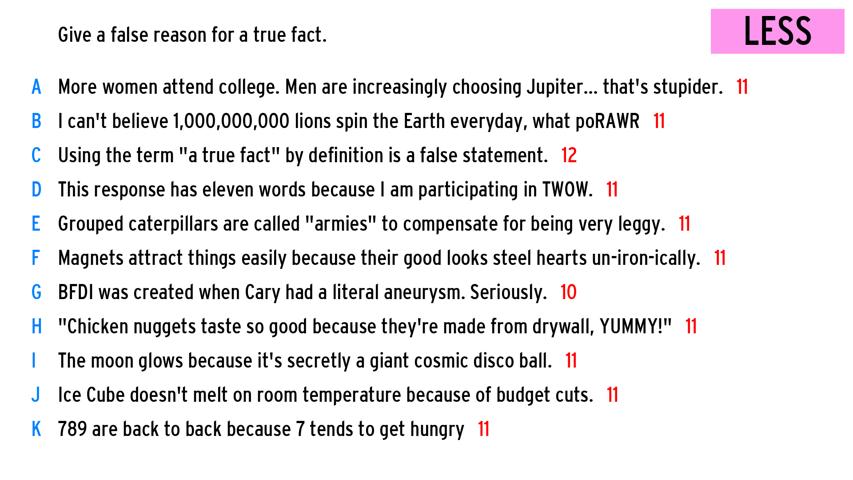 Give a false reason for a true fact.
LESS
A More women attend college. Men are increasingly choosing Jupiter... that's stupider. 11
B I can't believe 1,000,000,000 lions spin the Earth everyday, what poRAWR 11
C Using the term "a true fact" by definition is a false statement. 12
D This response has eleven words because I am participating in TWOW. 11
E Grouped caterpillars are called "armies" to compensate for being very leggy. 11
F Magnets attract things easily because their good looks steel hearts un-iron-ically. 11
G BFDI was created when Cary had a literal aneurysm. Seriously. 10
H "Chicken nuggets taste so good because they're made from drywall, YUMMY!" 11
I The moon glows because it's secretly a giant cosmic disco ball. 11
J Ice Cube doesn't melt on room temperature because of budget cuts. 11
K 789 are back to back because 7 tends to get hungry 11